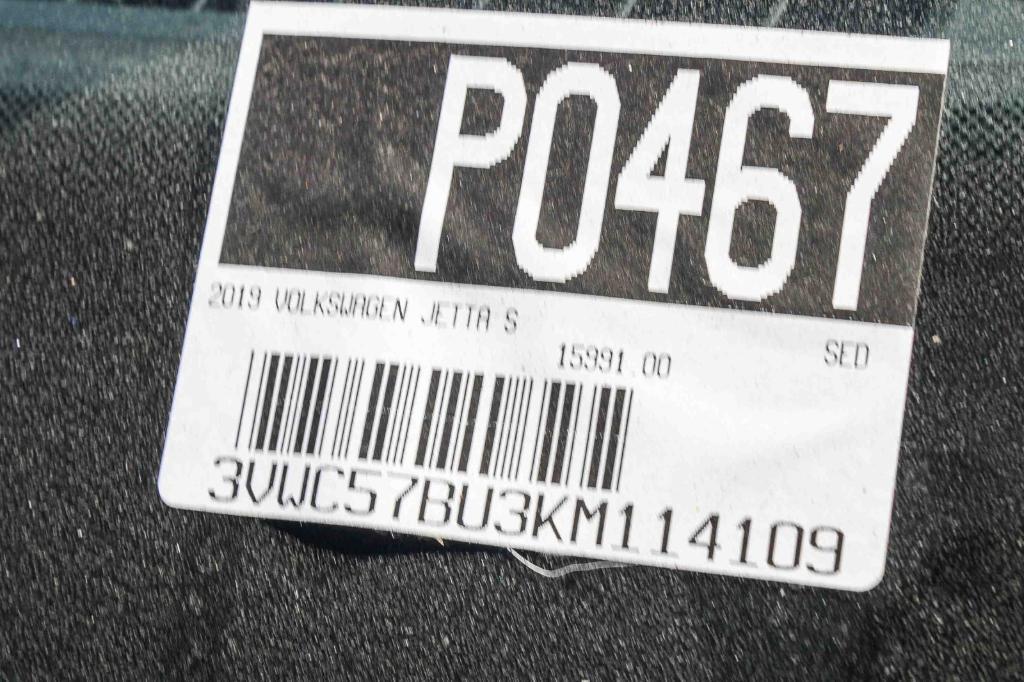 P0467
2019 VOLKSWAGEN JETTA S
15991.00 SED
3VWC57BU3KM114109